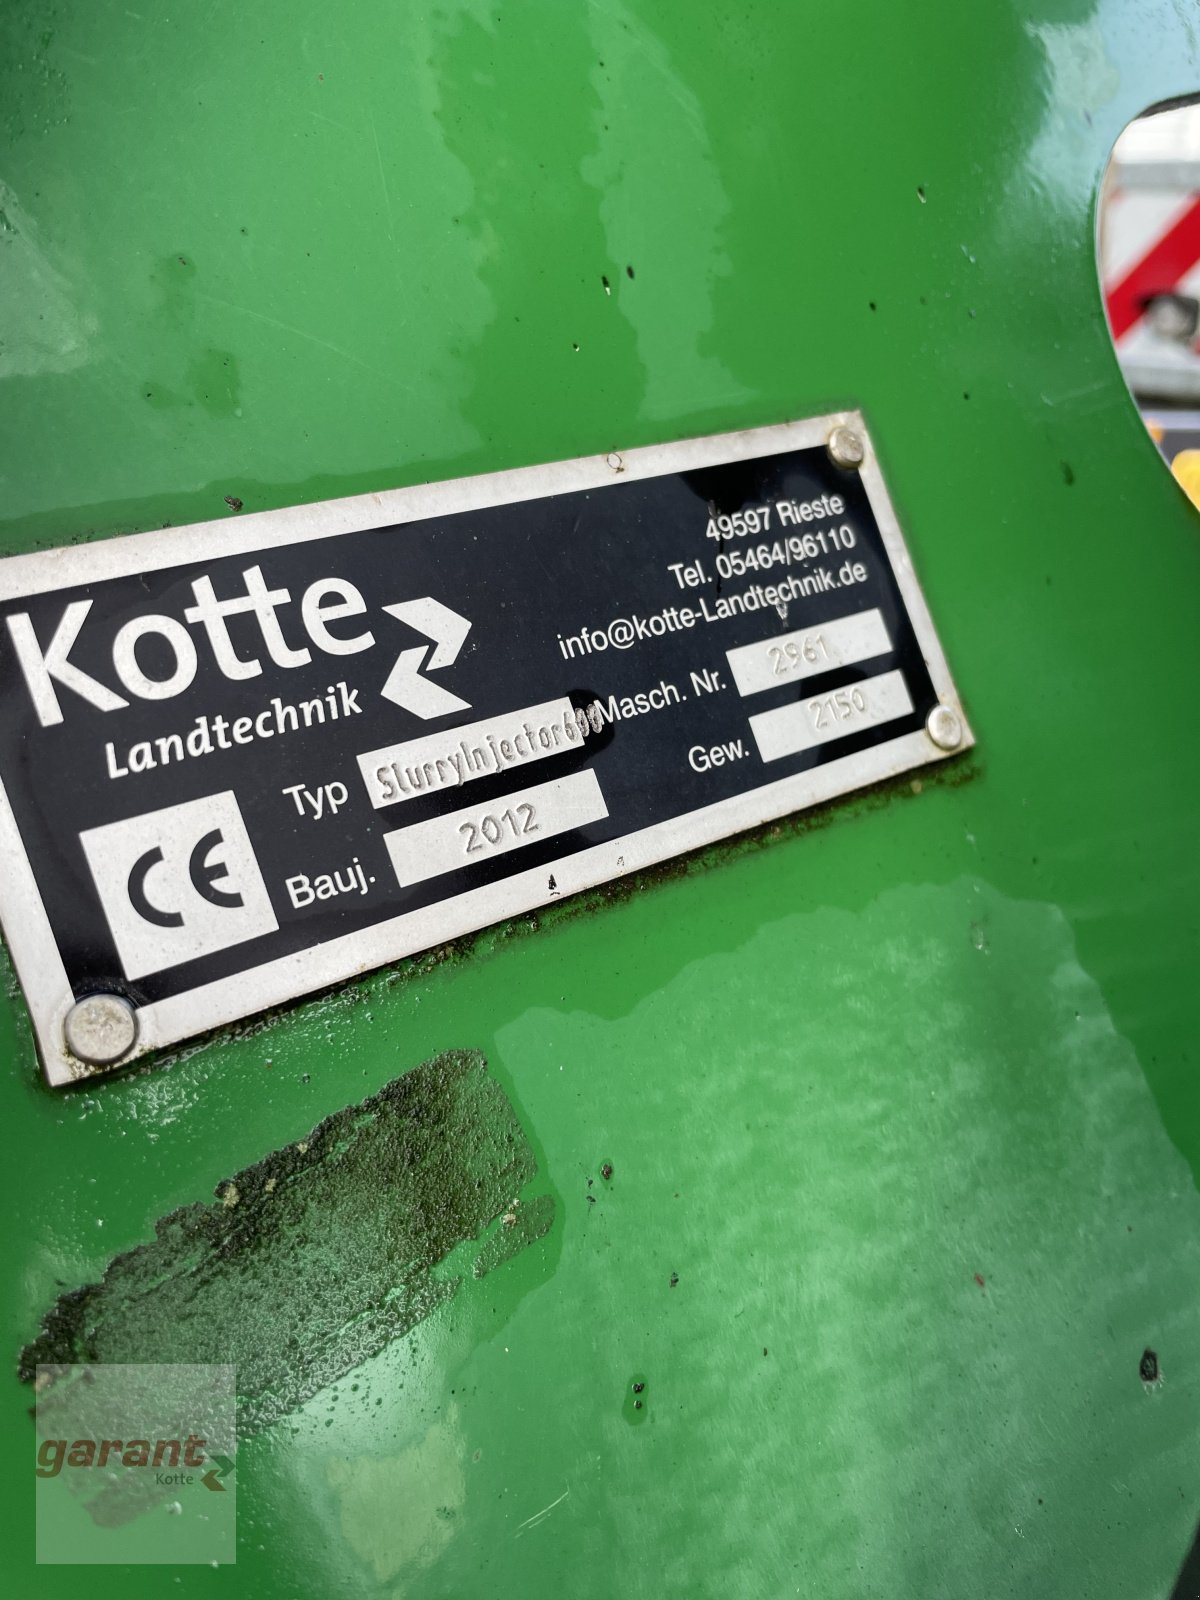 Kotte
Landtechnik
49597 Rieste
Tel. 05464/96110
info@kotte-Landtechnik.de
Typ SlurryInjector600
Masch. Nr. 2961
Bauj. 2012
Gew. 2150
CE
garant
Kotte